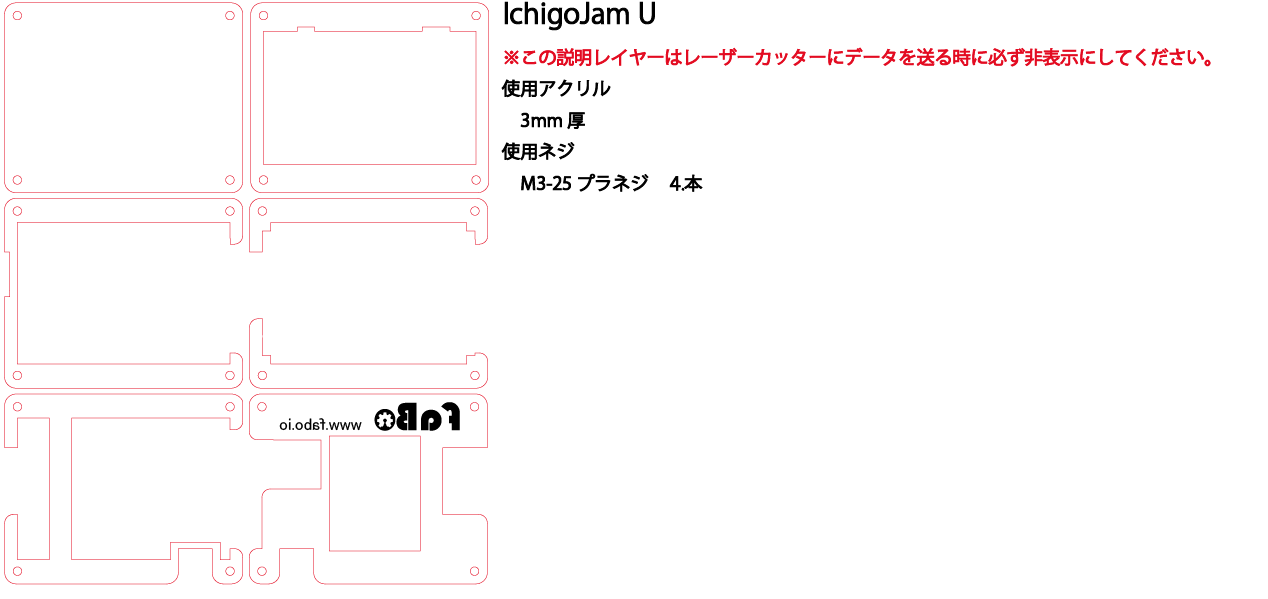 IchigoJam U
※この説明レイヤーはレーザーカッターにデータを送る時に必ず非表示にしてください。
使用アクリル
3mm 厚
使用ネジ
M3-25 プラネジ　4.本
www.fabo.io FaBo